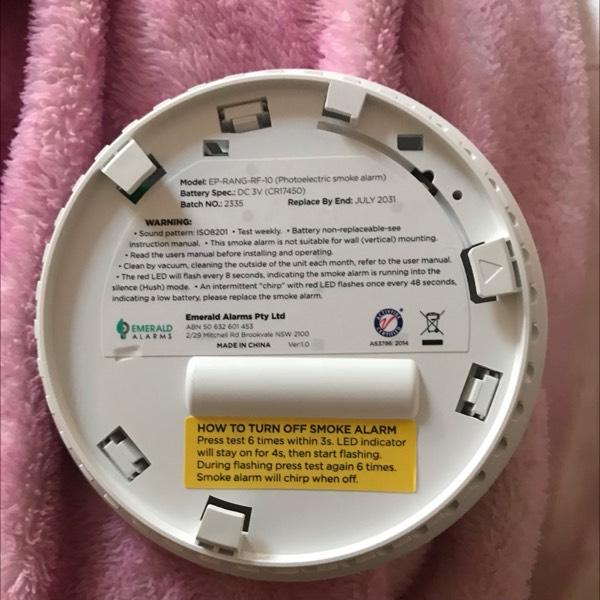 Model: EP-RANG-RF-10 (Photoelectric smoke alarm)
Battery Spec.: DC 3V (CR17450)
Batch NO.: 2335 Replace By End: JULY 2031
WARNING:
• Sound pattern: ISO8201 • Test weekly. • Battery non-replaceable-see
instruction manual. • This smoke alarm is not suitable for wall (vertical) mounting.
• Read the users manual before installing and operating.
• Clean by vacuum, cleaning the outside of the unit each month, refer to the user manual.
• The red LED will flash every 8 seconds, indicating the smoke alarm is running into the
silence (Hush) mode. • An intermittent "chirp" with red LED flashes once every 48 seconds,
indicating a low battery, please replace the smoke alarm.
EMERALD
ALARMS
Emerald Alarms Pty Ltd
ABN 50 632 601 453
2/29 Mitchell Rd Brookvale NSW 2100
MADE IN CHINA Ver1.0
AS3786: 2014
HOW TO TURN OFF SMOKE ALARM
Press test 6 times within 3s. LED indicator
will stay on for 4s, then start flashing.
During flashing press test again 6 times.
Smoke alarm will chirp when off.